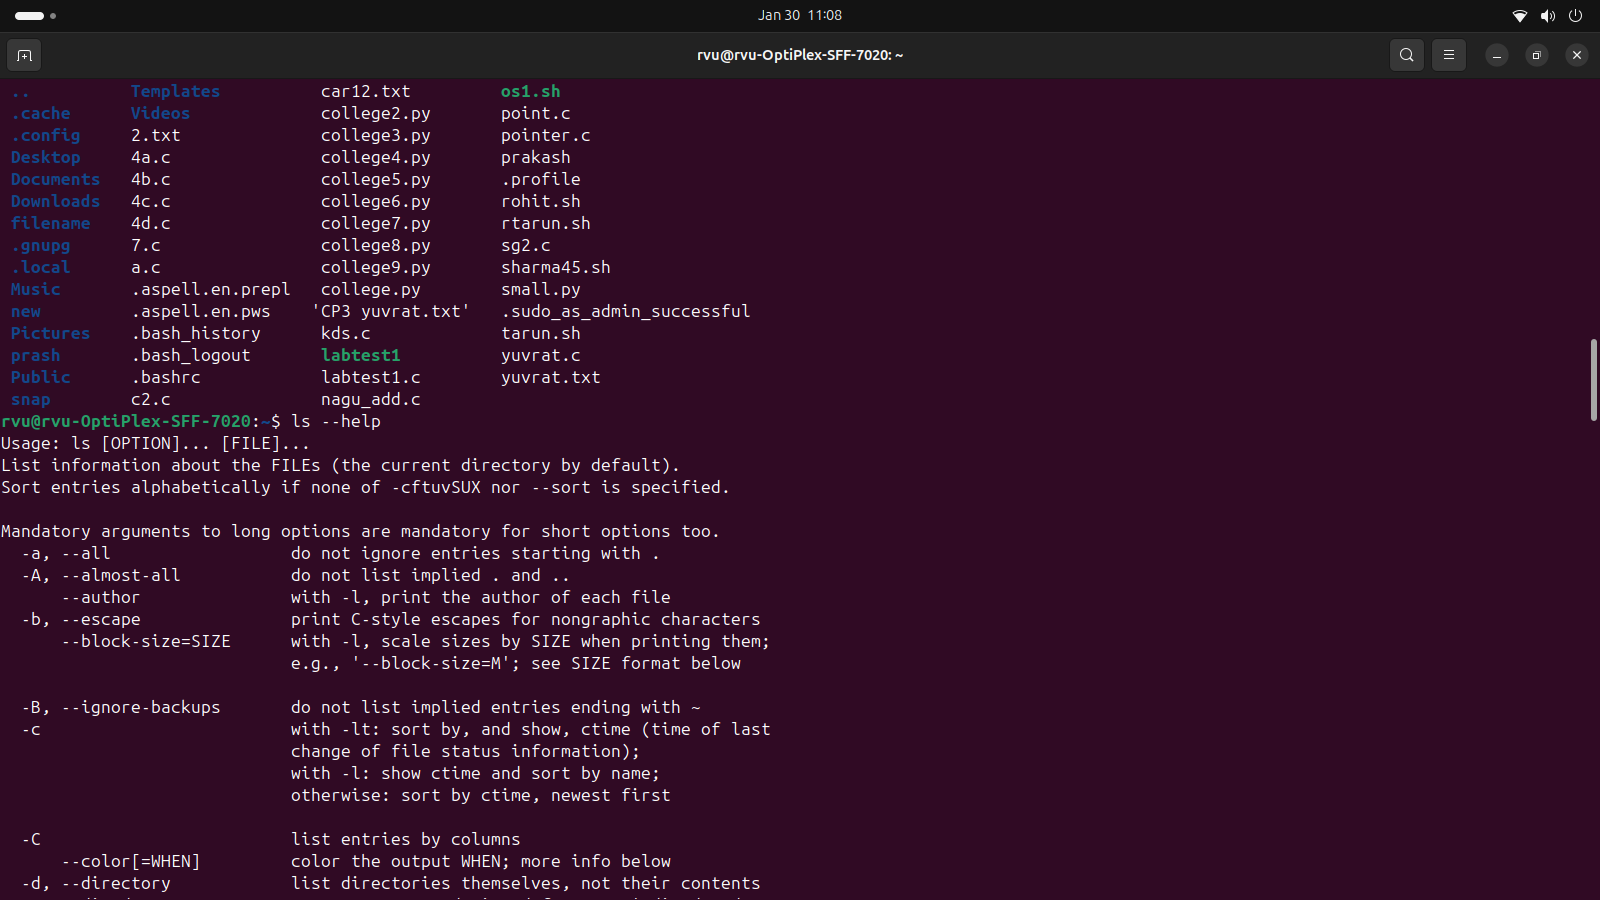 Jan 30 11:08
rvu@rvu-OptiPlex-SFF-7020: ~
.. Templates car12.txt os1.sh
.cache Videos college2.py point.c
.config 2.txt college3.py pointer.c
Desktop 4a.c college4.py prakash
Documents 4b.c college5.py .profile
Downloads 4c.c college6.py rohit.sh
filename 4d.c college7.py rtarun.sh
.gnupg 7.c college8.py sg2.c
.local a.c college9.py sharma45.sh
Music .aspell.en.prepl college.py small.py
new .aspell.en.pws 'CP3 yuvrat.txt' .sudo_as_admin_successful
Pictures .bash_history kds.c tarun.sh
prash .bash_logout labtest1 yuvrat.c
Public .bashrc labtest1.c yuvrat.txt
snap c2.c nagu_add.c
rvu@rvu-OptiPlex-SFF-7020:~$ ls --help
Usage: ls [OPTION]... [FILE]...
List information about the FILEs (the current directory by default).
Sort entries alphabetically if none of -cftuvSUX nor --sort is specified.
Mandatory arguments to long options are mandatory for short options too.
-a, --all do not ignore entries starting with .
-A, --almost-all do not list implied . and ..
--author with -l, print the author of each file
-b, --escape print C-style escapes for nongraphic characters
--block-size=SIZE with -l, scale sizes by SIZE when printing them;
e.g., '--block-size=M'; see SIZE format below
-B, --ignore-backups do not list implied entries ending with ~
-c with -lt: sort by, and show, ctime (time of last
change of file status information);
with -l: show ctime and sort by name;
otherwise: sort by ctime, newest first
-C list entries by columns
--color[=WHEN] color the output WHEN; more info below
-d, --directory list directories themselves, not their contents